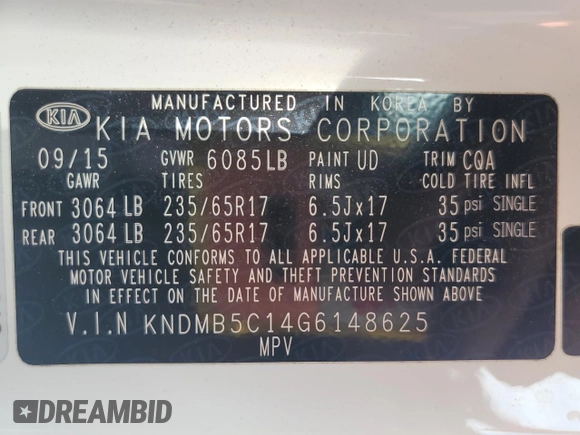 KIA
MANUFACTURED IN KOREA BY
KIA MOTORS CORPORATION
09/15 GVWR 6085LB PAINT UD TRIM CQA
GAWR TIRES RIMS COLD TIRE INFL
FRONT 3064 LB 235/65R17 6.5Jx17 35 psi SINGLE
REAR 3064 LB 235/65R17 6.5Jx17 35 psi SINGLE
THIS VEHICLE CONFORMS TO ALL APPLICABLE U.S.A. FEDERAL
MOTOR VEHICLE SAFETY AND THEFT PREVENTION STANDARDS
IN EFFECT ON THE DATE OF MANUFACTURE SHOWN ABOVE.
V.I.N KNDMB5C14G6148625
MPV
DREAMBID